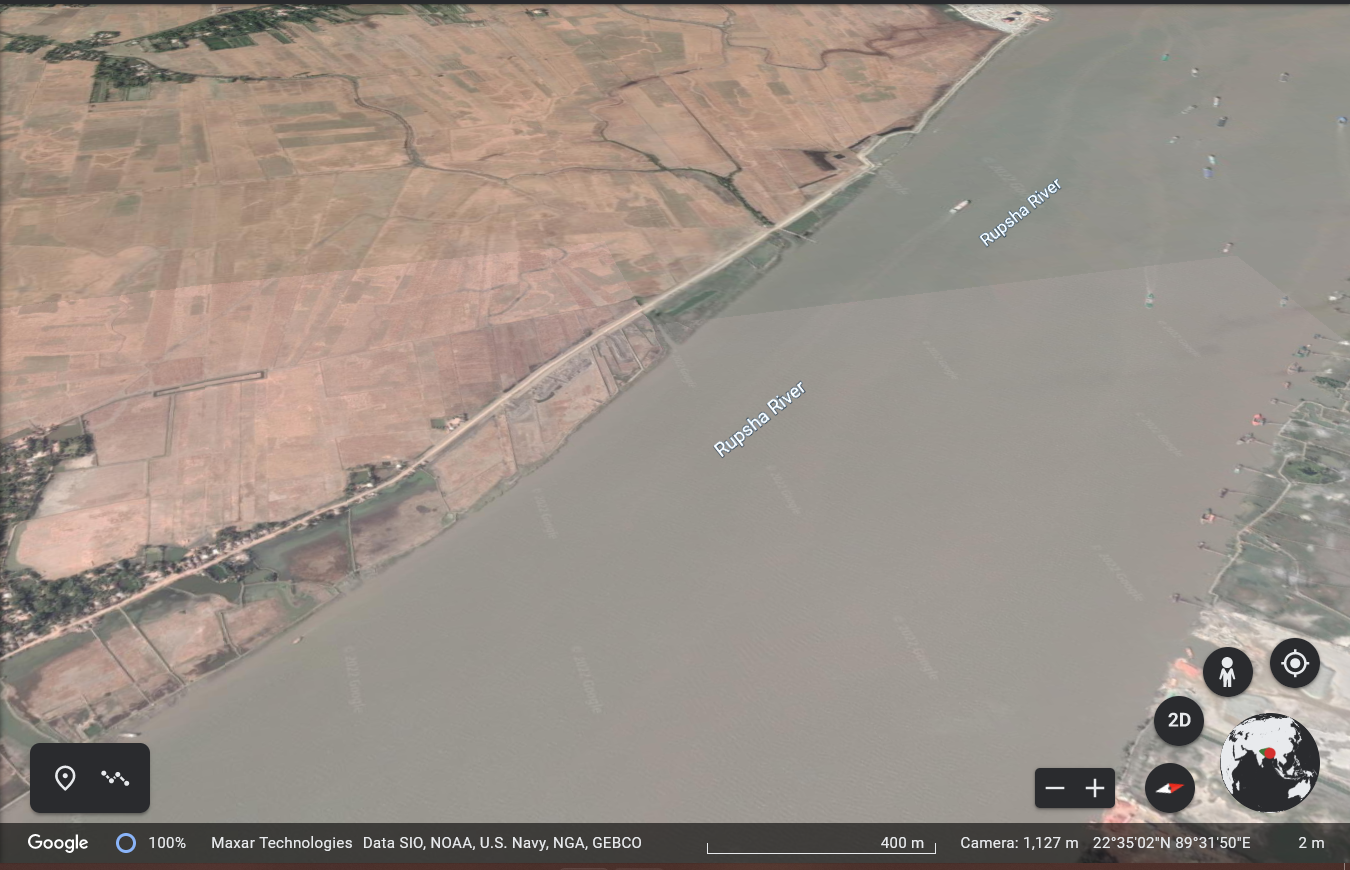 Rupsha River
Rupsha River
2D
Google
100%
Maxar Technologies
Data SIO, NOAA, U.S. Navy, NGA, GEBCO
400 m
Camera: 1,127 m
22°35'02"N 89°31'50"E
2 m